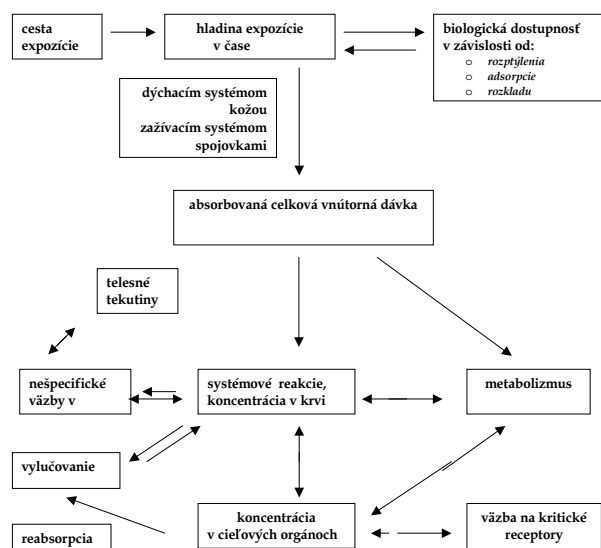 cesta
expozície
hladina expozície
v čase
biologická dostupnosť
v závislosti od:
o rozptýlenia
o adsorpcie
o rozkladu
dýchacím systémom
kožou
zažívacím systémom
spojovkami
absorbovaná celková vnútorná dávka
telesné
tekutiny
nešpecifické
väzby v
systémové reakcie,
koncentrácia v krvi
metabolizmus
vylučovanie
koncentrácia
v cieľových orgánoch
väzba na kritické
receptory
reabsorpcia